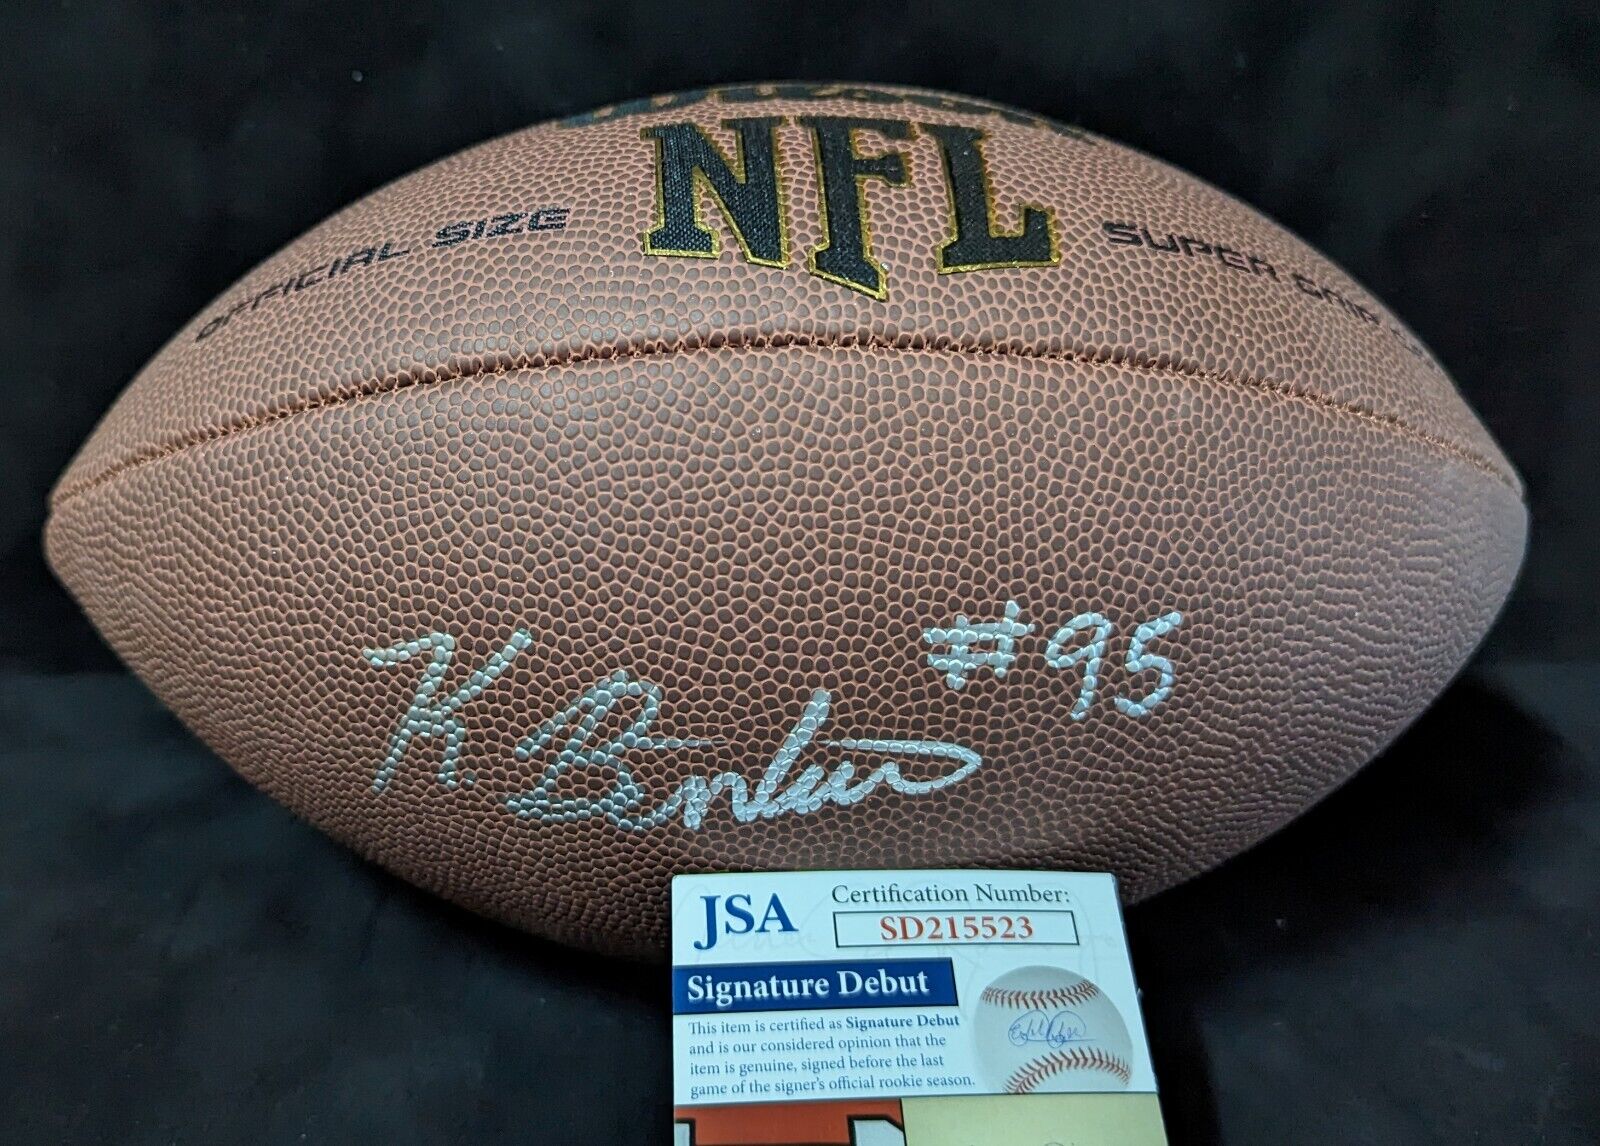 NFL
OFFICIAL SIZE
SUPER GRIP
#95
K.
JSA
Certification Number:
SD215523
Signature Debut
This item is certified as Signature Debut
and is our considered opinion that the
item is genuine, signed before the last
game of the signer's official rookie season.